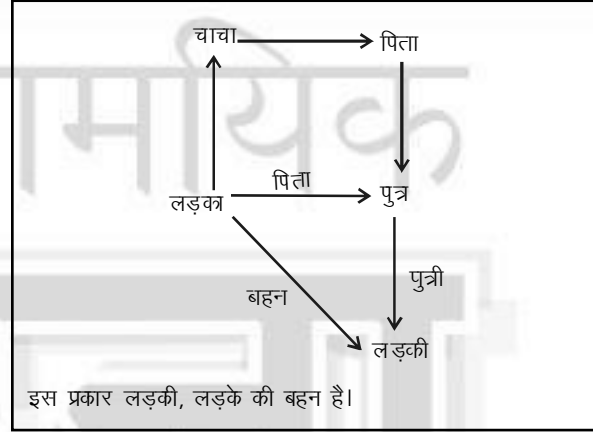 चाचा पिता
पिता
लड़का पुत्र
पुत्री
बहन
लड़की
इस प्रकार लड़की, लड़के की बहन है।